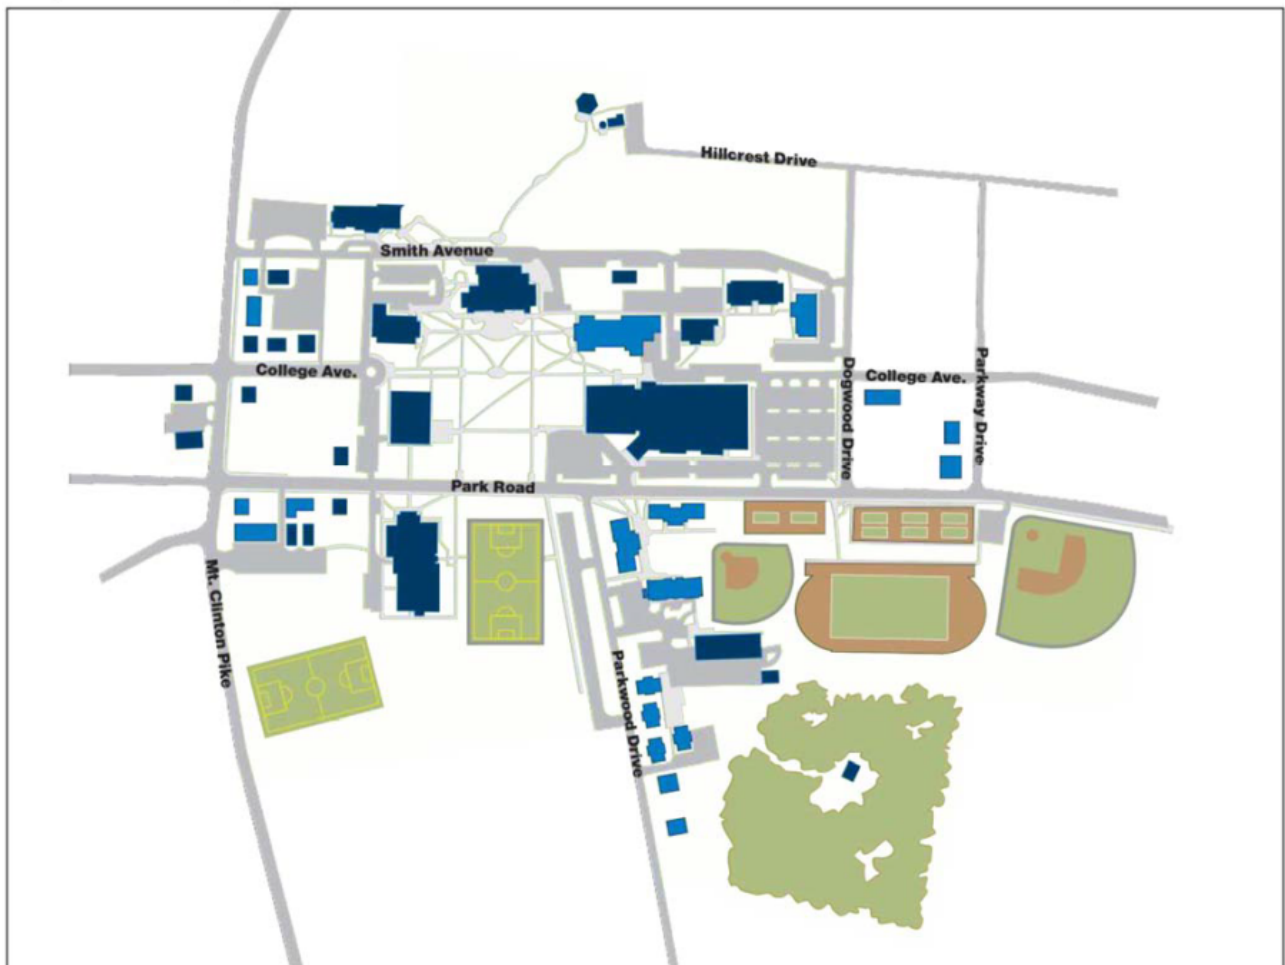 Hillcrest Drive
Smith Avenue
College Ave.
Dogwood Drive
College Ave.
Parkway Drive
Park Road
Mt. Clinton Pike
Parkwood Drive